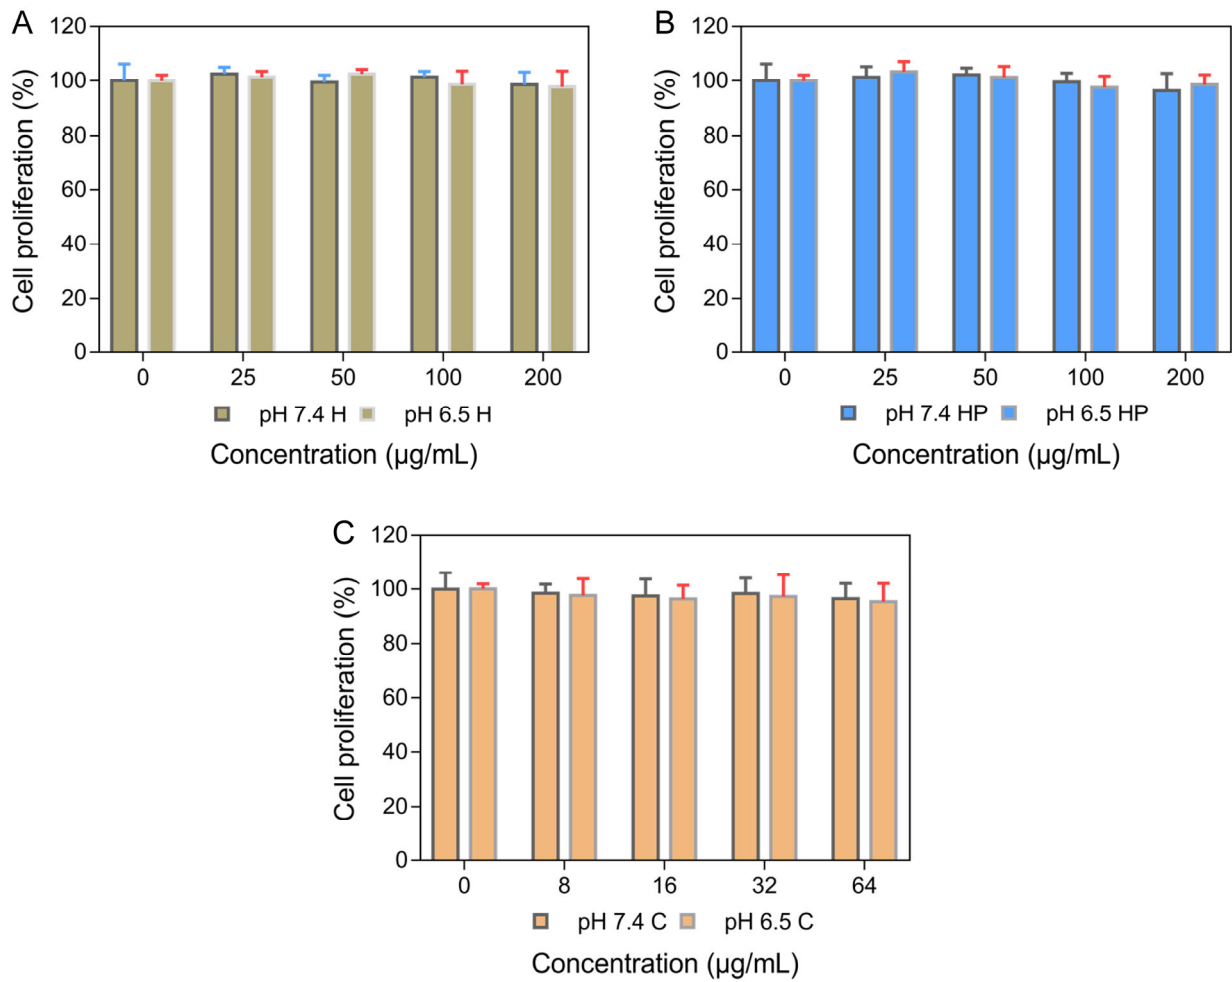 A
Cell proliferation (%)
120
100
80
60
40
20
0
0 25 50 100 200
pH 7.4 H pH 6.5 H
Concentration (µg/mL)
B
Cell proliferation (%)
120
100
80
60
40
20
0
0 25 50 100 200
pH 7.4 HP pH 6.5 HP
Concentration (µg/mL)
C
Cell proliferation (%)
120
100
80
60
40
20
0
0 8 16 32 64
pH 7.4 C pH 6.5 C
Concentration (µg/mL)